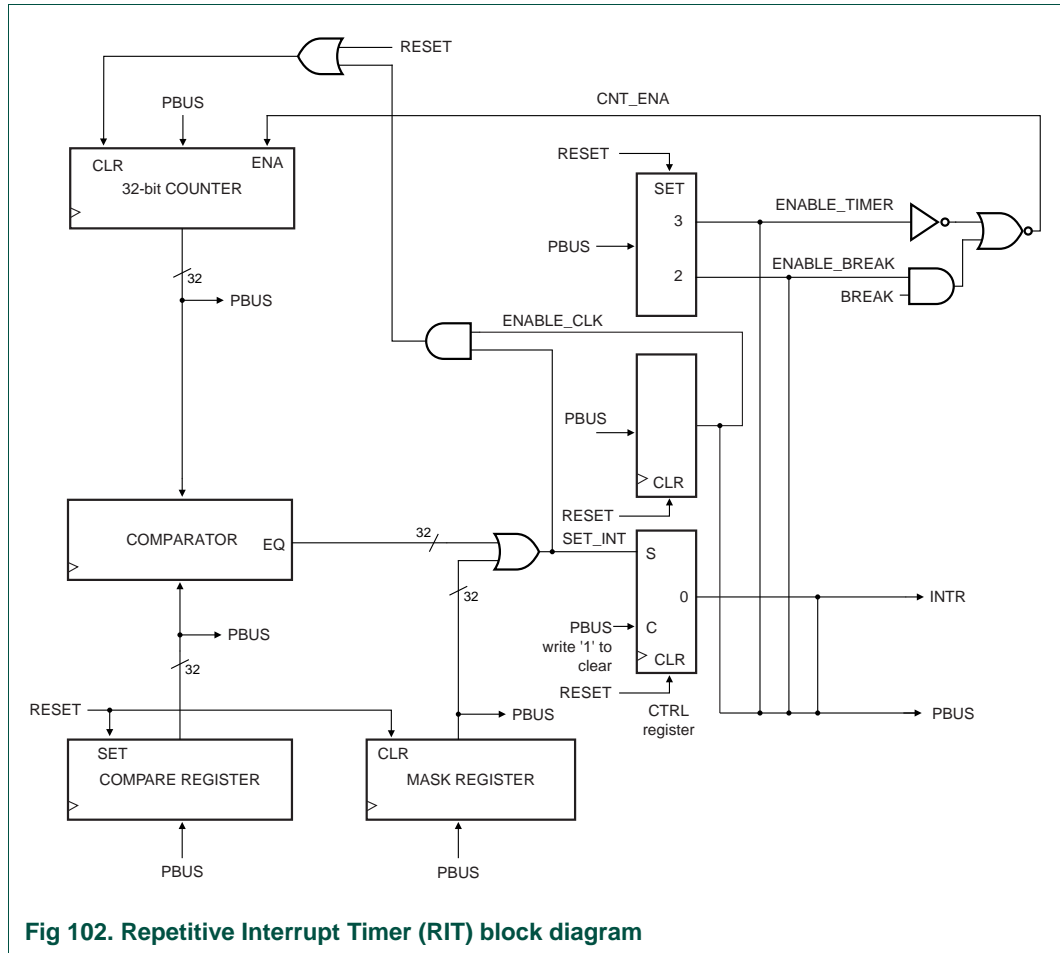 RESET
PBUS
CNT_ENA
CLR
ENA
32-bit COUNTER
RESET
SET
3
ENABLE_TIMER
PBUS
2
ENABLE_BREAK
BREAK
32
PBUS
ENABLE_CLK
PBUS
CLR
RESET
COMPARATOR
EQ
32
SET_INT
S
0
INTR
32
PBUS
PBUS
write '1' to
clear
C
CLR
32
RESET
RESET
PBUS
CTRL
register
PBUS
SET
COMPARE REGISTER
CLR
MASK REGISTER
PBUS
PBUS
Fig 102. Repetitive Interrupt Timer (RIT) block diagram